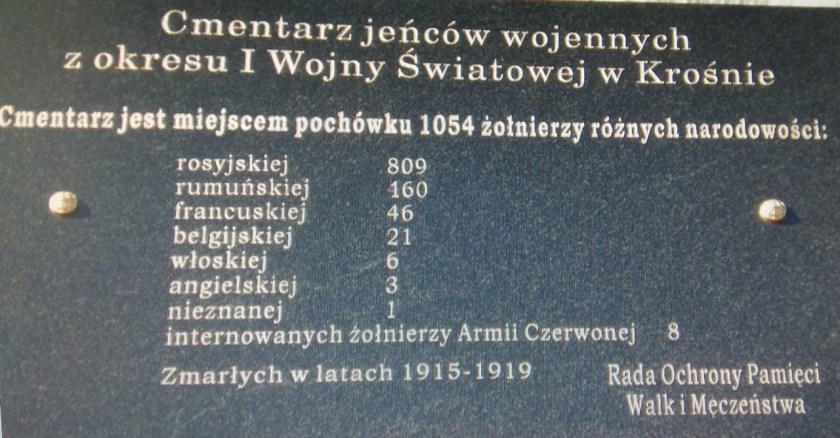 Cmentarz jeńców wojennych
z okresu I Wojny Światowej w Krośnie
Cmentarz jest miejscem pochówku 1054 żołnierzy różnych narodowości:
rosyjskiej 809
rumuńskiej 160
francuskiej 46
belgijskiej 21
włoskiej 6
angielskiej 3
nieznanej 1
internowanych żołnierzy Armii Czerwonej 8
Zmarłych w latach 1915-1919
Rada Ochrony Pamięci
Walk i Męczeństwa